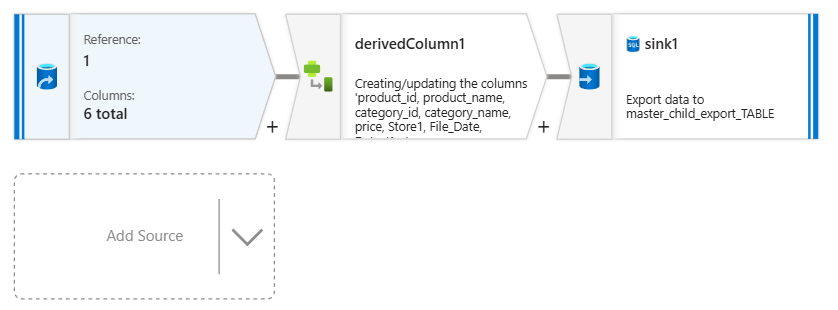 Reference:
1
Columns:
6 total
+
derivedColumn1
Creating/updating the columns
'product_id, product_name,
category_id, category_name,
price, Store1, File_Date,
+
SQL
sink1
Export data to
master_child_export_TABLE
Add Source